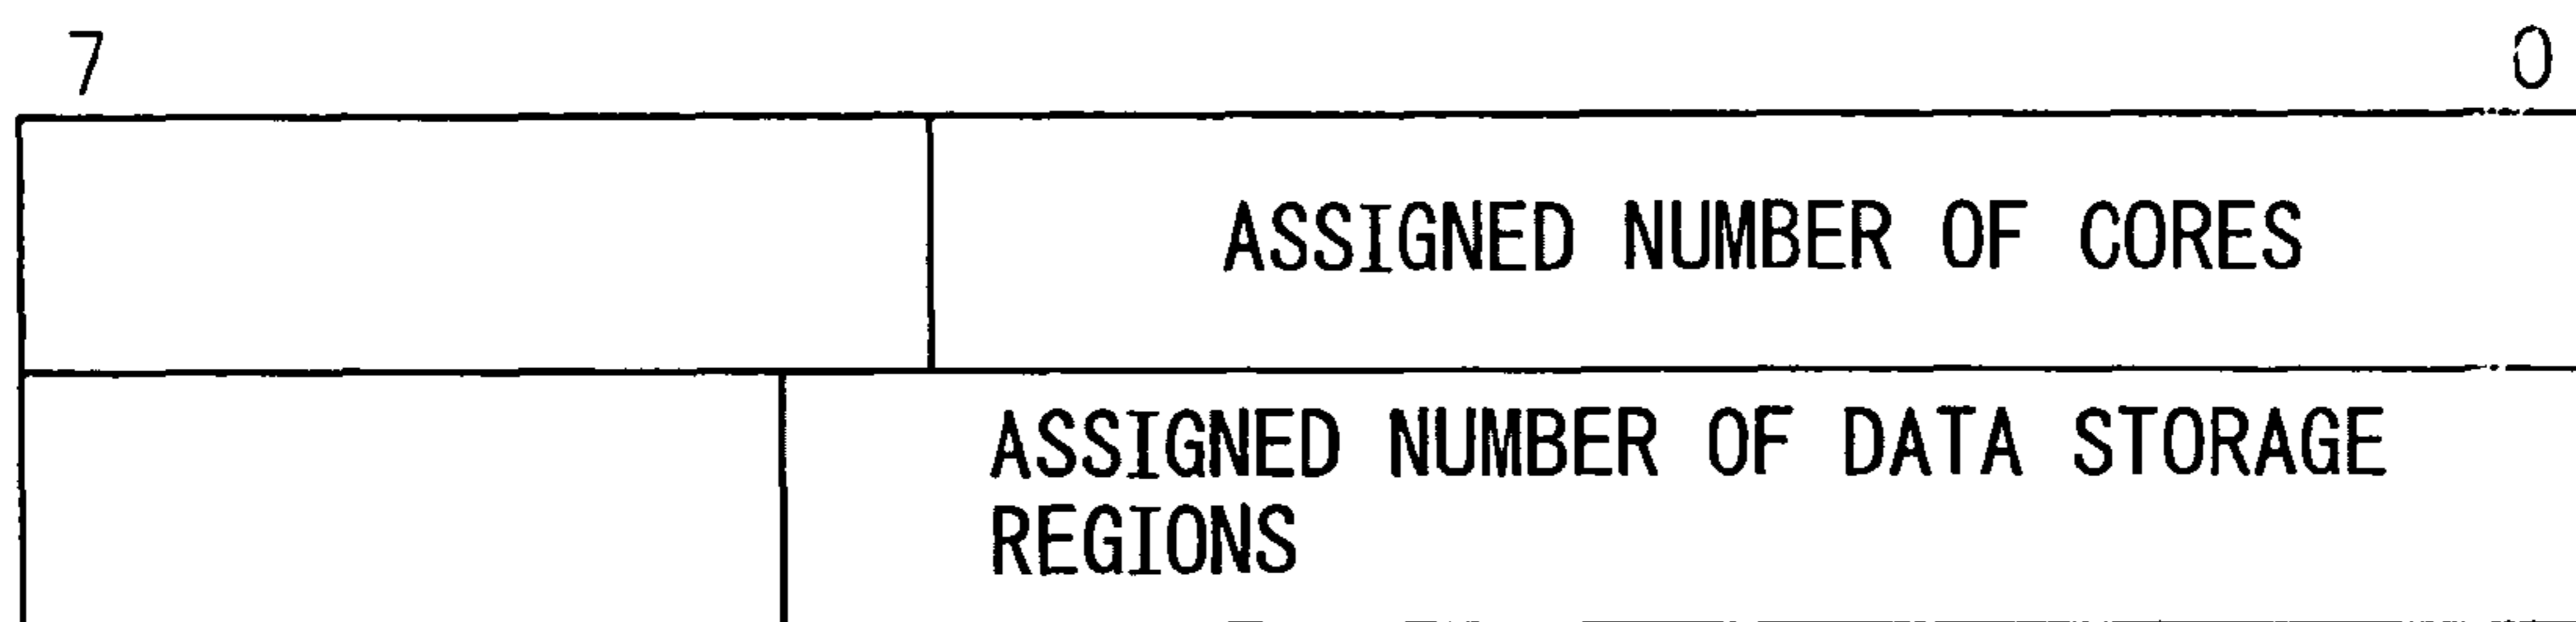 7 0
ASSIGNED NUMBER OF CORES
ASSIGNED NUMBER OF DATA STORAGE
REGIONS